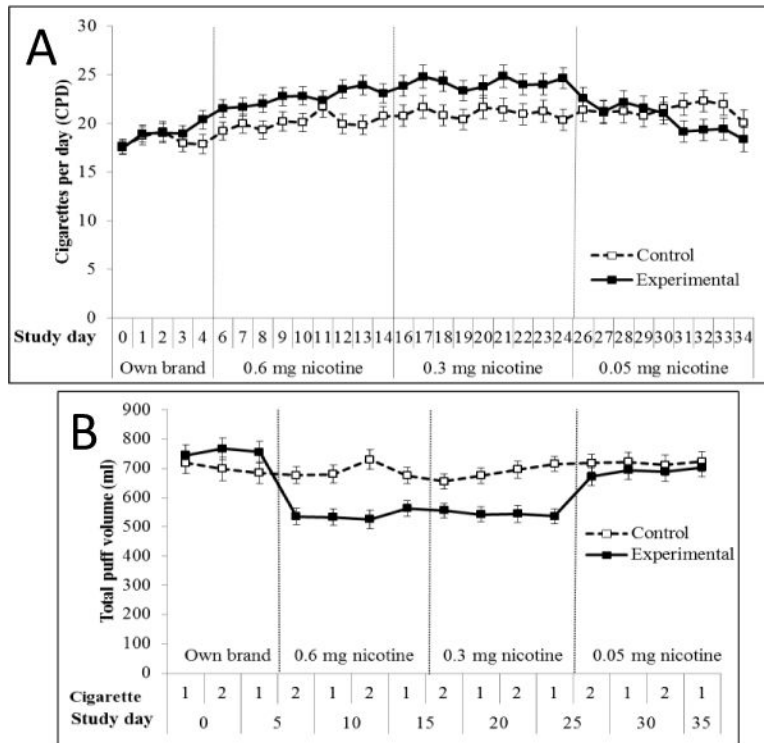 A
30
25
20
15
10
5
0
Cigarettes per day (CPD)
Control
Experimental
Study day 0 1 2 3 4 6 7 8 9 10 11 12 13 14 16 17 18 19 20 21 22 23 24 26 27 28 29 30 31 32 33 34
Own brand 0.6 mg nicotine 0.3 mg nicotine 0.05 mg nicotine
B
900
800
700
600
500
400
300
200
100
0
Total puff volume (ml)
Control
Experimental
Own brand 0.6 mg nicotine 0.3 mg nicotine 0.05 mg nicotine
Cigarette 1 2 1 2 1 2 1 2 1 2 1 2 1 2 1
Study day 0 5 10 15 20 25 30 35